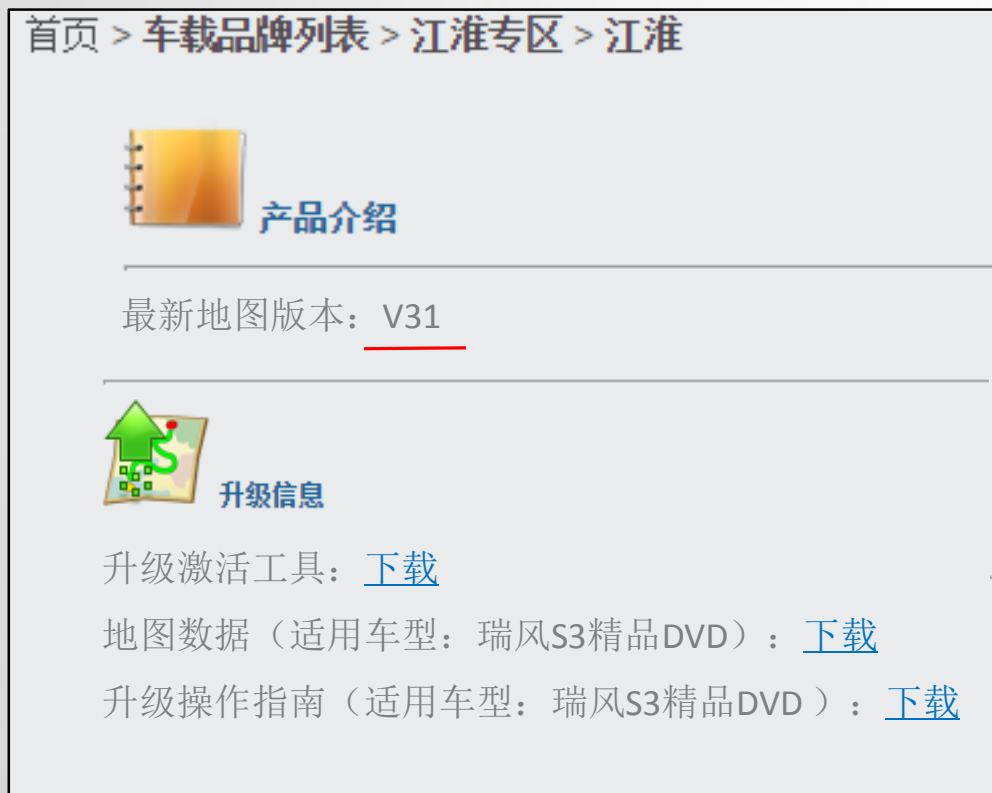 首页 > 车载品牌列表 > 江淮专区 > 江淮
产品介绍
最新地图版本：V31
升级信息
升级激活工具：下载
地图数据（适用车型：瑞风S3精品DVD）：下载
升级操作指南（适用车型：瑞风S3精品DVD ）：下载